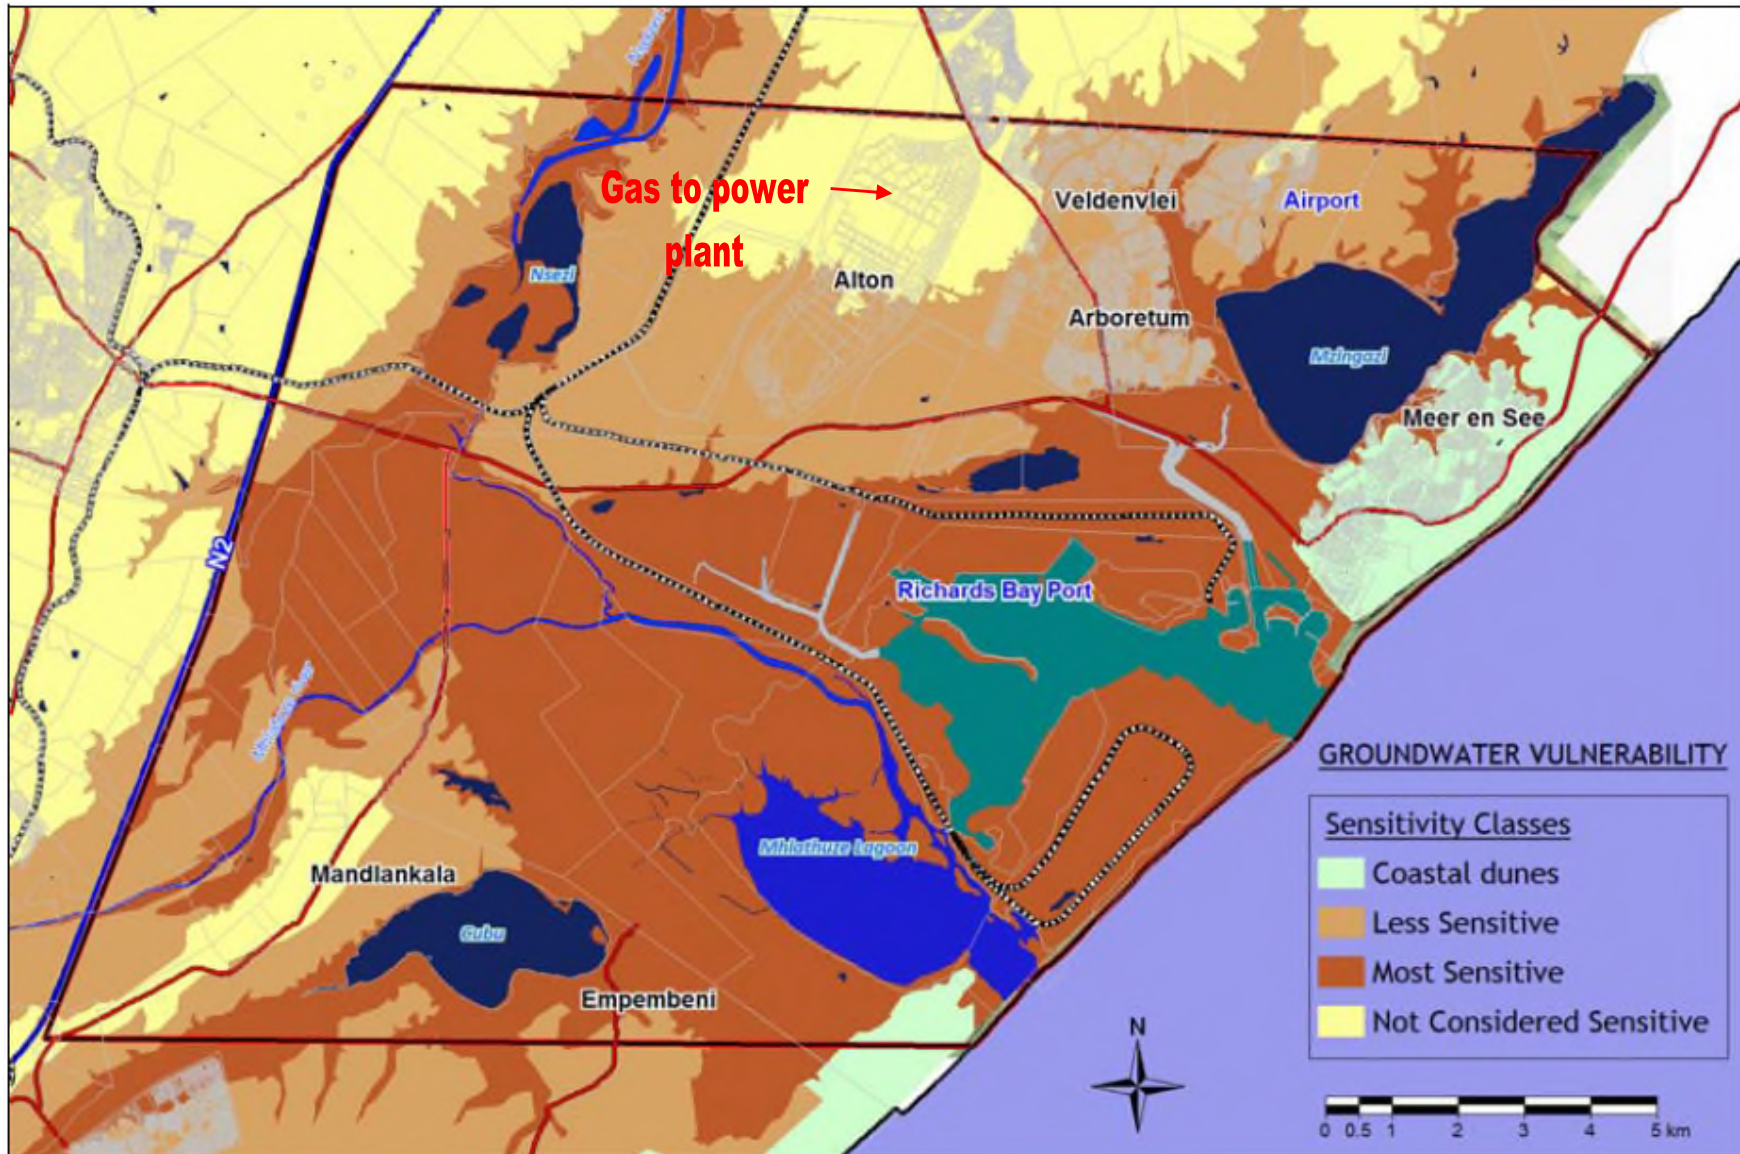 Gas to power
plant
Veldenvlei
Airport
Nsezi
Alton
Arboretum
Mzingazi
Meer en See
N2
Richards Bay Port
GROUNDWATER VULNERABILITY
Sensitivity Classes
Coastal dunes
Less Sensitive
Most Sensitive
Not Considered Sensitive
Mhlathuze Lagoon
Mandlankala
Cubu
Empembeni
N
0 0.5 1 2 3 4 5 km